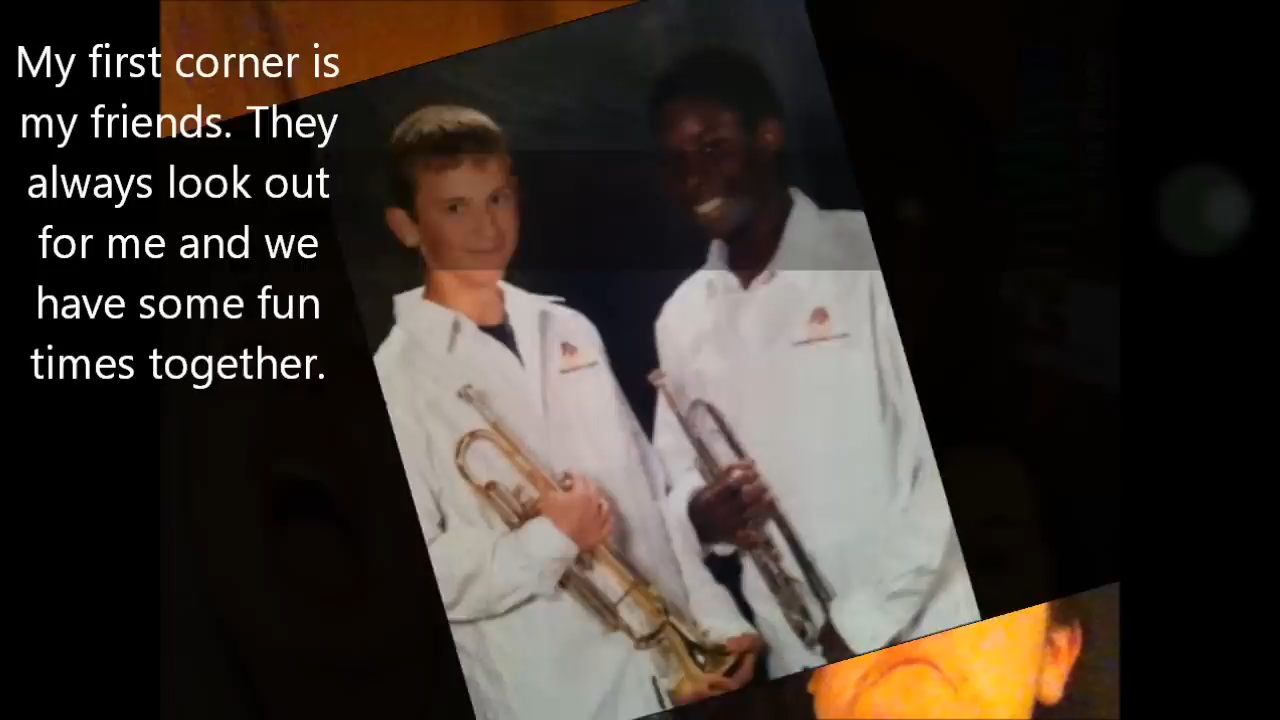 My first corner is
my friends. They
always look out
for me and we
have some fun
times together.